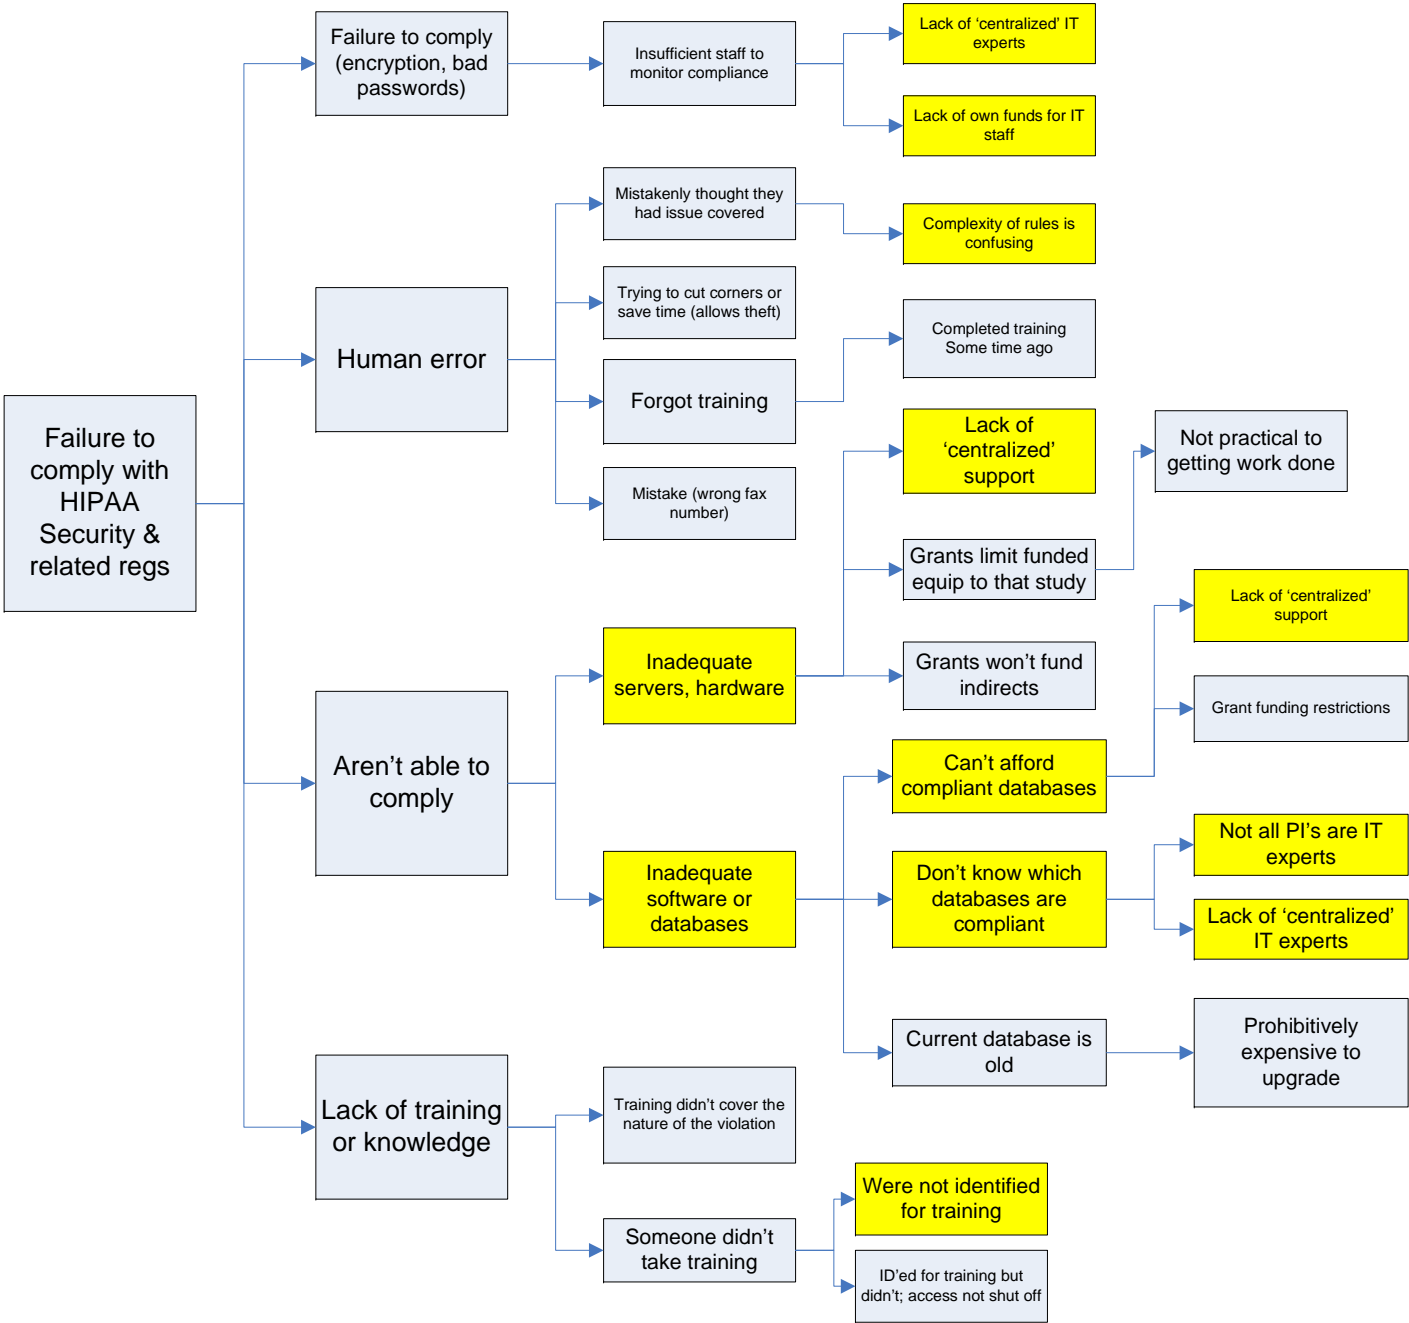 Failure to
comply with
HIPAA
Security &
related regs
Failure to comply
(encryption, bad
passwords)
Insufficient staff to
monitor compliance
Lack of ‘centralized’ IT
experts
Lack of own funds for IT
staff
Human error
Mistakenly thought they
had issue covered
Complexity of rules is
confusing
Trying to cut corners or
save time (allows theft)
Forgot training
Completed training
Some time ago
Mistake (wrong fax
number)
Aren’t able to
comply
Inadequate
servers, hardware
Lack of
‘centralized’
support
Grants limit funded
equip to that study
Not practical to
getting work done
Grants won’t fund
indirects
Inadequate
software or
databases
Can’t afford
compliant databases
Lack of ‘centralized’
support
Grant funding restrictions
Don’t know which
databases are
compliant
Not all PI’s are IT
experts
Lack of ‘centralized’
IT experts
Current database is
old
Prohibitively
expensive to
upgrade
Lack of training
or knowledge
Training didn’t cover the
nature of the violation
Someone didn’t
take training
Were not identified
for training
ID’ed for training but
didn’t; access not shut off